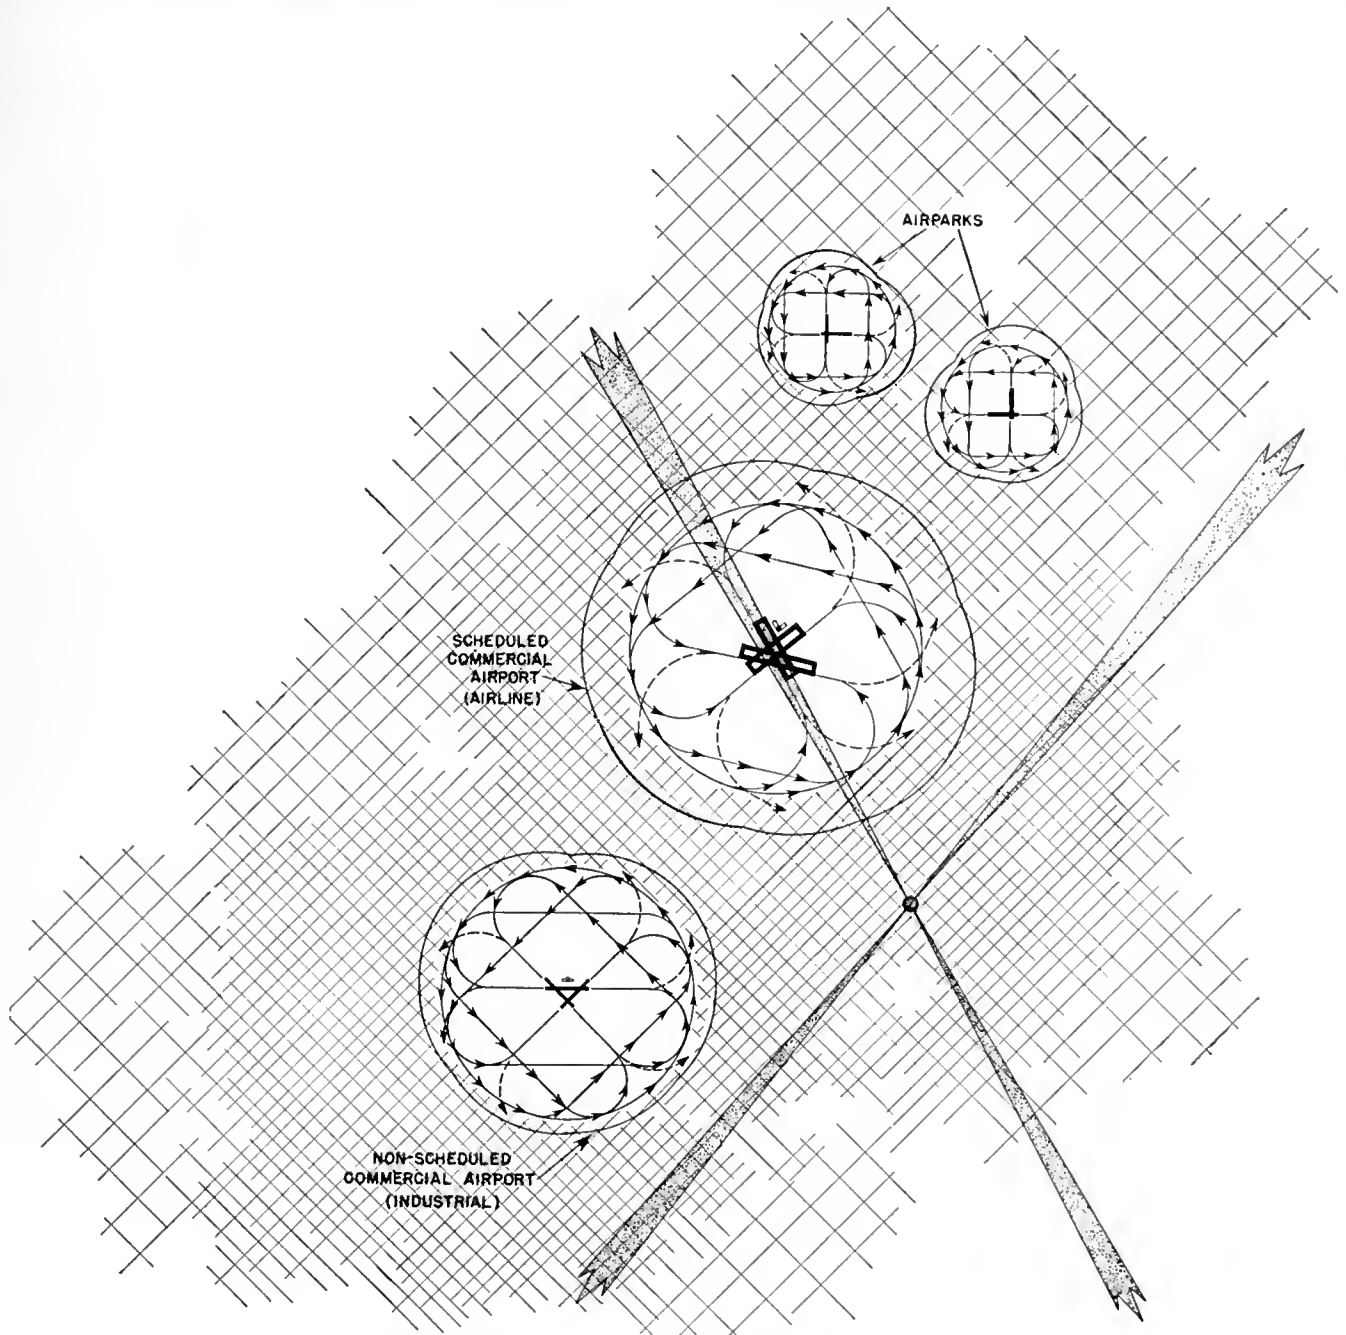 AIRPARKS
SCHEDULED
COMMERCIAL
AIRPORT
(AIRLINE)
NON-SCHEDULED
COMMERCIAL AIRPORT
(INDUSTRIAL)